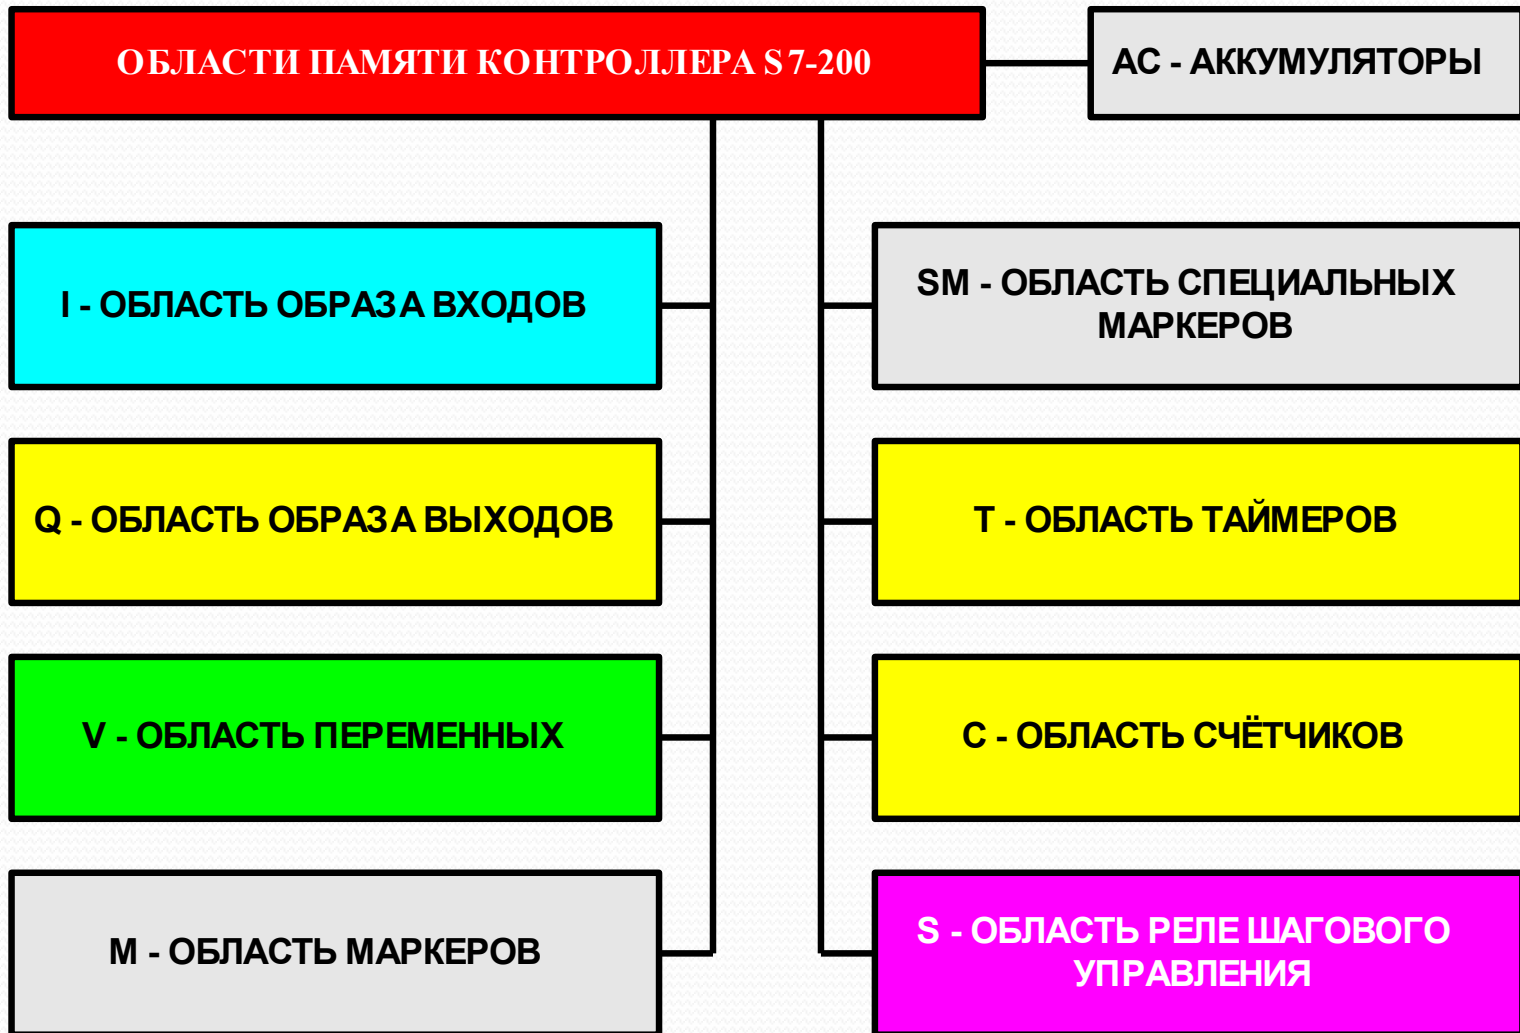 ОБЛАСТИ ПАМЯТИ КОНТРОЛЛЕРА S7-200
АС - АККУМУЛЯТОРЫ
I - ОБЛАСТЬ ОБРАЗА ВХОДОВ
SM - ОБЛАСТЬ СПЕЦИАЛЬНЫХ
МАРКЕРОВ
Q - ОБЛАСТЬ ОБРАЗА ВЫХОДОВ
T - ОБЛАСТЬ ТАЙМЕРОВ
V - ОБЛАСТЬ ПЕРЕМЕННЫХ
C - ОБЛАСТЬ СЧЁТЧИКОВ
M - ОБЛАСТЬ МАРКЕРОВ
S - ОБЛАСТЬ РЕЛЕ ШАГОВОГО
УПРАВЛЕНИЯ